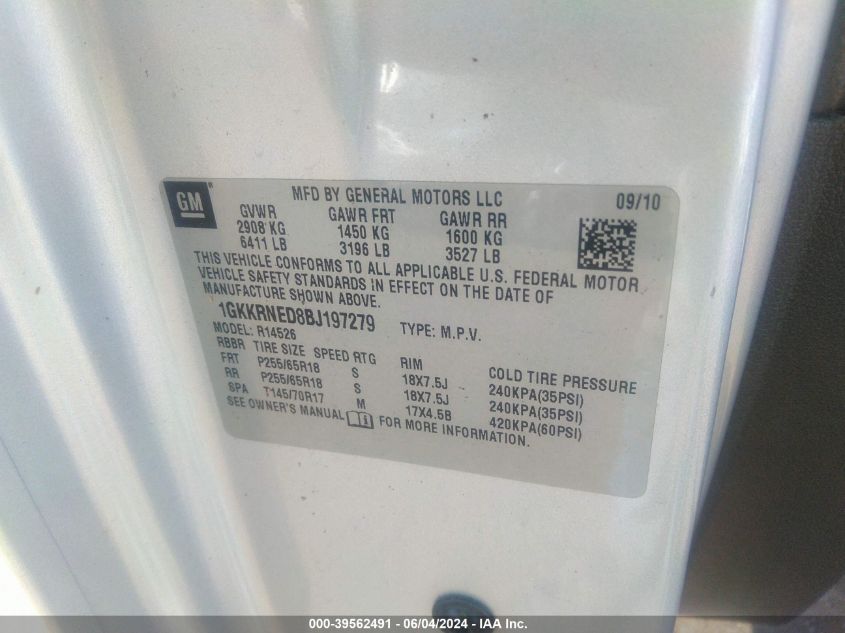 GM
MFD BY GENERAL MOTORS LLC 09/10
GVWR GAWR FRT GAWR RR
2908 KG 1450 KG 1600 KG
6411 LB 3196 LB 3527 LB
THIS VEHICLE CONFORMS TO ALL APPLICABLE U.S. FEDERAL MOTOR
VEHICLE SAFETY STANDARDS IN EFFECT ON THE DATE OF
MANUFACTURE SHOWN ABOVE.
1GKKRNED8BJ197279 TYPE: M.P.V.
MODEL: R14526
RBBR TIRE SIZE SPEED RTG RIM COLD TIRE PRESSURE
FRT P255/65R18 S 18X7.5J 240KPA(35PSI)
RR P255/65R18 S 18X7.5J 240KPA(35PSI)
SPA T145/70R17 M 17X4.5B 420KPA(60PSI)
SEE OWNER'S MANUAL FOR MORE INFORMATION.
000-39562491 - 06/04/2024 - IAA Inc.